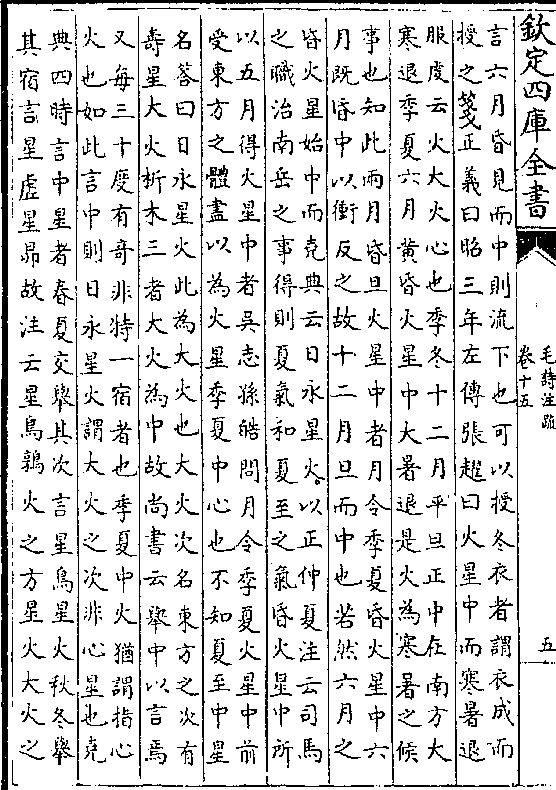 欽定四庫全書
毛詩注疏
卷十五
五
言六月昏見而中則流下也可以授冬衣者謂衣成而
授之箋正義曰昭三年左傳張趯曰火星中而寒暑退
服虔云火大火心也季冬十二月平旦正中在南方大
寒退季夏六月黄昏火星中大暑退是火為寒暑之候
事也知此兩月昏旦火星中者月令季夏昏火星中六
月既昏中以衝反之故十二月旦而中也若然六月之
昏火星始中而堯典云日永星火以正仲夏注云司馬
之職治南岳之事得則夏氣和夏至之氣昏火星中所
以五月得火星中者吳志孫皓問月令季夏火星中前
受東方之體盡以為火星季夏中心也不知夏至中星
名荅曰日永星火此為大火也大火次名東方之次有
壽星大火析木三者大火為中故尚書云舉中以言焉
又每三十度有竒非特一宿者也季夏中火猶謂指心
火也如此言中則日永星火謂大火之次非心星也堯
典四時言中星者春夏交舉其次言星鳥星火秋冬舉
其宿言星虚星昴故注云星鳥鶉火之方星火大火之